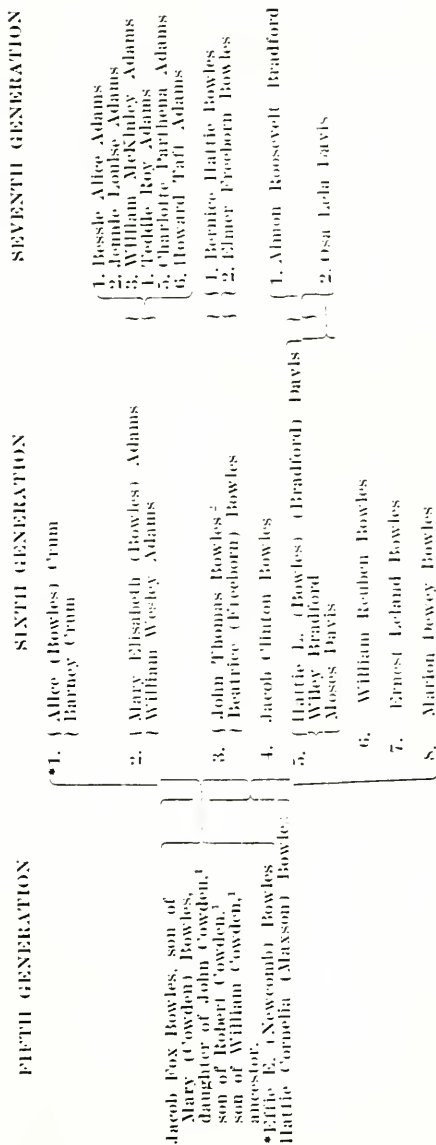 FIFTH GENERATION
Jacob Fox Bowles, son of
Mary (Cowden) Bowles,
daughter of John Cowden,¹
son of Robert Cowden,¹
son of William Cowden,¹
ancestor.
*Effie E. (Newcomb) Bowles
Hattie Cornelia (Maxson) Bowles
SIXTH GENERATION
*1. Alice (Bowles) Crum
Barney Crum
2. Mary Elisabeth (Bowles) Adams
William Wesley Adams
3. John Thomas Bowles²
Beatrice (Freeborn) Bowles
4. Jacob Clinton Bowles
5. Hattie L. (Bowles) (Bradford) Davis
Wiley Bradford
Moses Davis
6. William Reuben Bowles
7. Ernest Leland Bowles
8. Marion Dewey Bowles
SEVENTH GENERATION
1. Bessie Alice Adams
2. Jennie Louise Adams
3. William McKinley Adams
4. Teddie Roy Adams
5. Charlotte Parthena Adams
6. Howard Taft Adams
1. Bernice Hattie Bowles
2. Elmer Freeborn Bowles
1. Almon Roosevelt Bradford
2. Osa Lela Davis